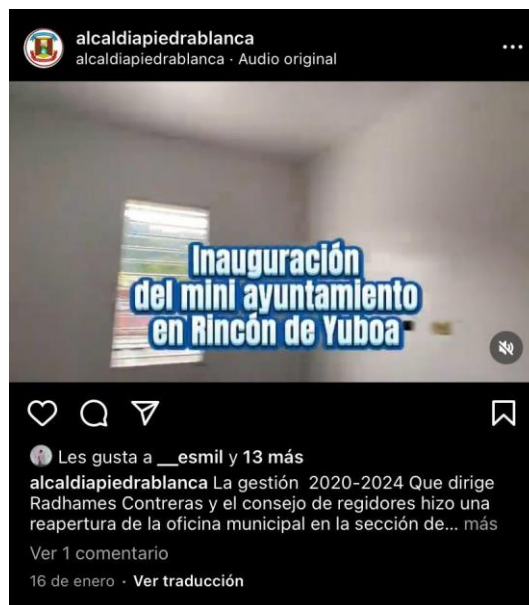 alcaldiapiedrablanca
alcaldiapiedrablanca · Audio original
Inauguración
del mini ayuntamiento
en Rincón de Yuboa
Les gusta a __esmil y 13 más
alcaldiapiedrablanca La gestión 2020-2024 Que dirige
Radhames Contreras y el consejo de regidores hizo una
reapertura de la oficina municipal en la sección de... más
Ver 1 comentario
16 de enero · Ver traducción